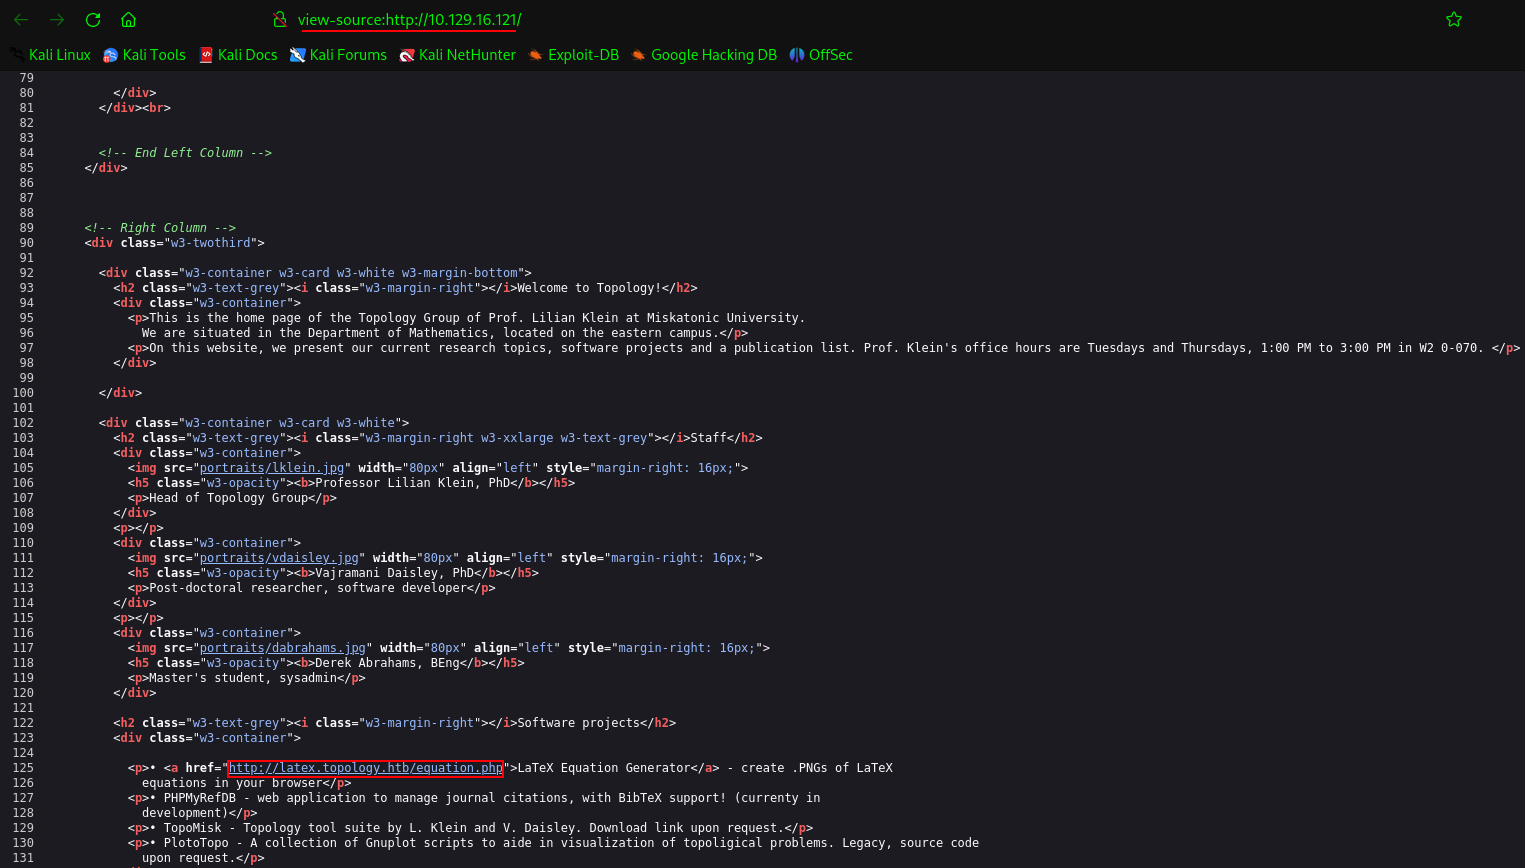 view-source:http://10.129.16.121/
Kali Linux Kali Tools Kali Docs Kali Forums Kali NetHunter Exploit-DB Google Hacking DB OffSec
79
80 </div>
81 </div><br>
82
83
84 <!-- End Left Column -->
85 </div>
86
87
88
89 <!-- Right Column -->
90 <div class="w3-twothird">
91
92 <div class="w3-container w3-card w3-white w3-margin-bottom">
93 <h2 class="w3-text-grey"><i class="w3-margin-right"></i>Welcome to Topology!</h2>
94 <div class="w3-container">
95 <p>This is the home page of the Topology Group of Prof. Lilian Klein at Miskatonic University.
96 We are situated in the Department of Mathematics, located on the eastern campus.</p>
97 <p>On this website, we present our current research topics, software projects and a publication list. Prof. Klein's office hours are Tuesdays and Thursdays, 1:00 PM to 3:00 PM in W2 0-070. </p>
98 </div>
99
100 </div>
101
102 <div class="w3-container w3-card w3-white">
103 <h2 class="w3-text-grey"><i class="w3-margin-right w3-xxlarge w3-text-grey"></i>Staff</h2>
104 <div class="w3-container">
105 <img src="portraits/lklein.jpg" width="80px" align="left" style="margin-right: 16px;">
106 <h5 class="w3-opacity"><b>Professor Lilian Klein, PhD</b></h5>
107 <p>Head of Topology Group</p>
108 </div>
109 <p></p>
110 <div class="w3-container">
111 <img src="portraits/vdaisley.jpg" width="80px" align="left" style="margin-right: 16px;">
112 <h5 class="w3-opacity"><b>Vajramani Daisley, PhD</b></h5>
113 <p>Post-doctoral researcher, software developer</p>
114 </div>
115 <p></p>
116 <div class="w3-container">
117 <img src="portraits/dabrahams.jpg" width="80px" align="left" style="margin-right: 16px;">
118 <h5 class="w3-opacity"><b>Derek Abrahams, BEng</b></h5>
119 <p>Master's student, sysadmin</p>
120 </div>
121
122 <h2 class="w3-text-grey"><i class="w3-margin-right"></i>Software projects</h2>
123 <div class="w3-container">
124
125 <p>• <a href="http://latex.topology.htb/equation.php">LaTeX Equation Generator</a> - create .PNGs of LaTeX
126 equations in your browser</p>
127 <p>• PHPMyRefDB - web application to manage journal citations, with BibTeX support! (currenty in
128 development)</p>
129 <p>• TopoMisk - Topology tool suite by L. Klein and V. Daisley. Download link upon request.</p>
130 <p>• PlotoTopo - A collection of Gnuplot scripts to aide in visualization of topoligical problems. Legacy, source code
131 upon request.</p>